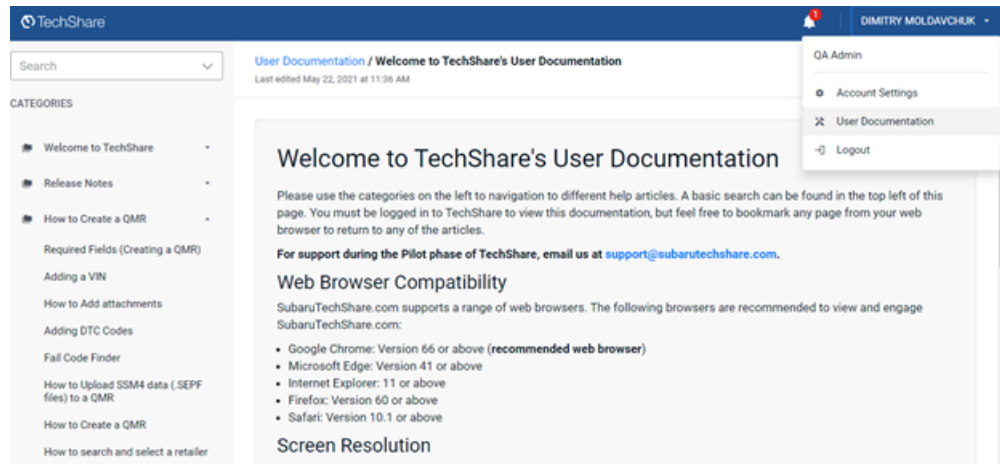 TechShare
1
DIMITRY MOLDAVCHUK
QA Admin
Account Settings
User Documentation
Logout
Search
CATEGORIES
Welcome to TechShare
Release Notes
How to Create a QMR
Required Fields (Creating a QMR)
Adding a VIN
How to Add attachments
Adding DTC Codes
Fail Code Finder
How to Upload SSM4 data (.SEPF
files) to a QMR
How to Create a QMR
How to search and select a retailer
User Documentation / Welcome to TechShare's User Documentation
Last edited May 22, 2021 at 11:36 AM
Welcome to TechShare's User Documentation
Please use the categories on the left to navigation to different help articles. A basic search can be found in the top left of this
page. You must be logged in to TechShare to view this documentation, but feel free to bookmark any page from your web
browser to return to any of the articles.
For support during the Pilot phase of TechShare, email us at support@subarutechshare.com.
Web Browser Compatibility
SubaruTechShare.com supports a range of web browsers. The following browsers are recommended to view and engage
SubaruTechShare.com:
• Google Chrome: Version 66 or above (recommended web browser)
• Microsoft Edge: Version 41 or above
• Internet Explorer: 11 or above
• Firefox: Version 60 or above
• Safari: Version 10.1 or above
Screen Resolution